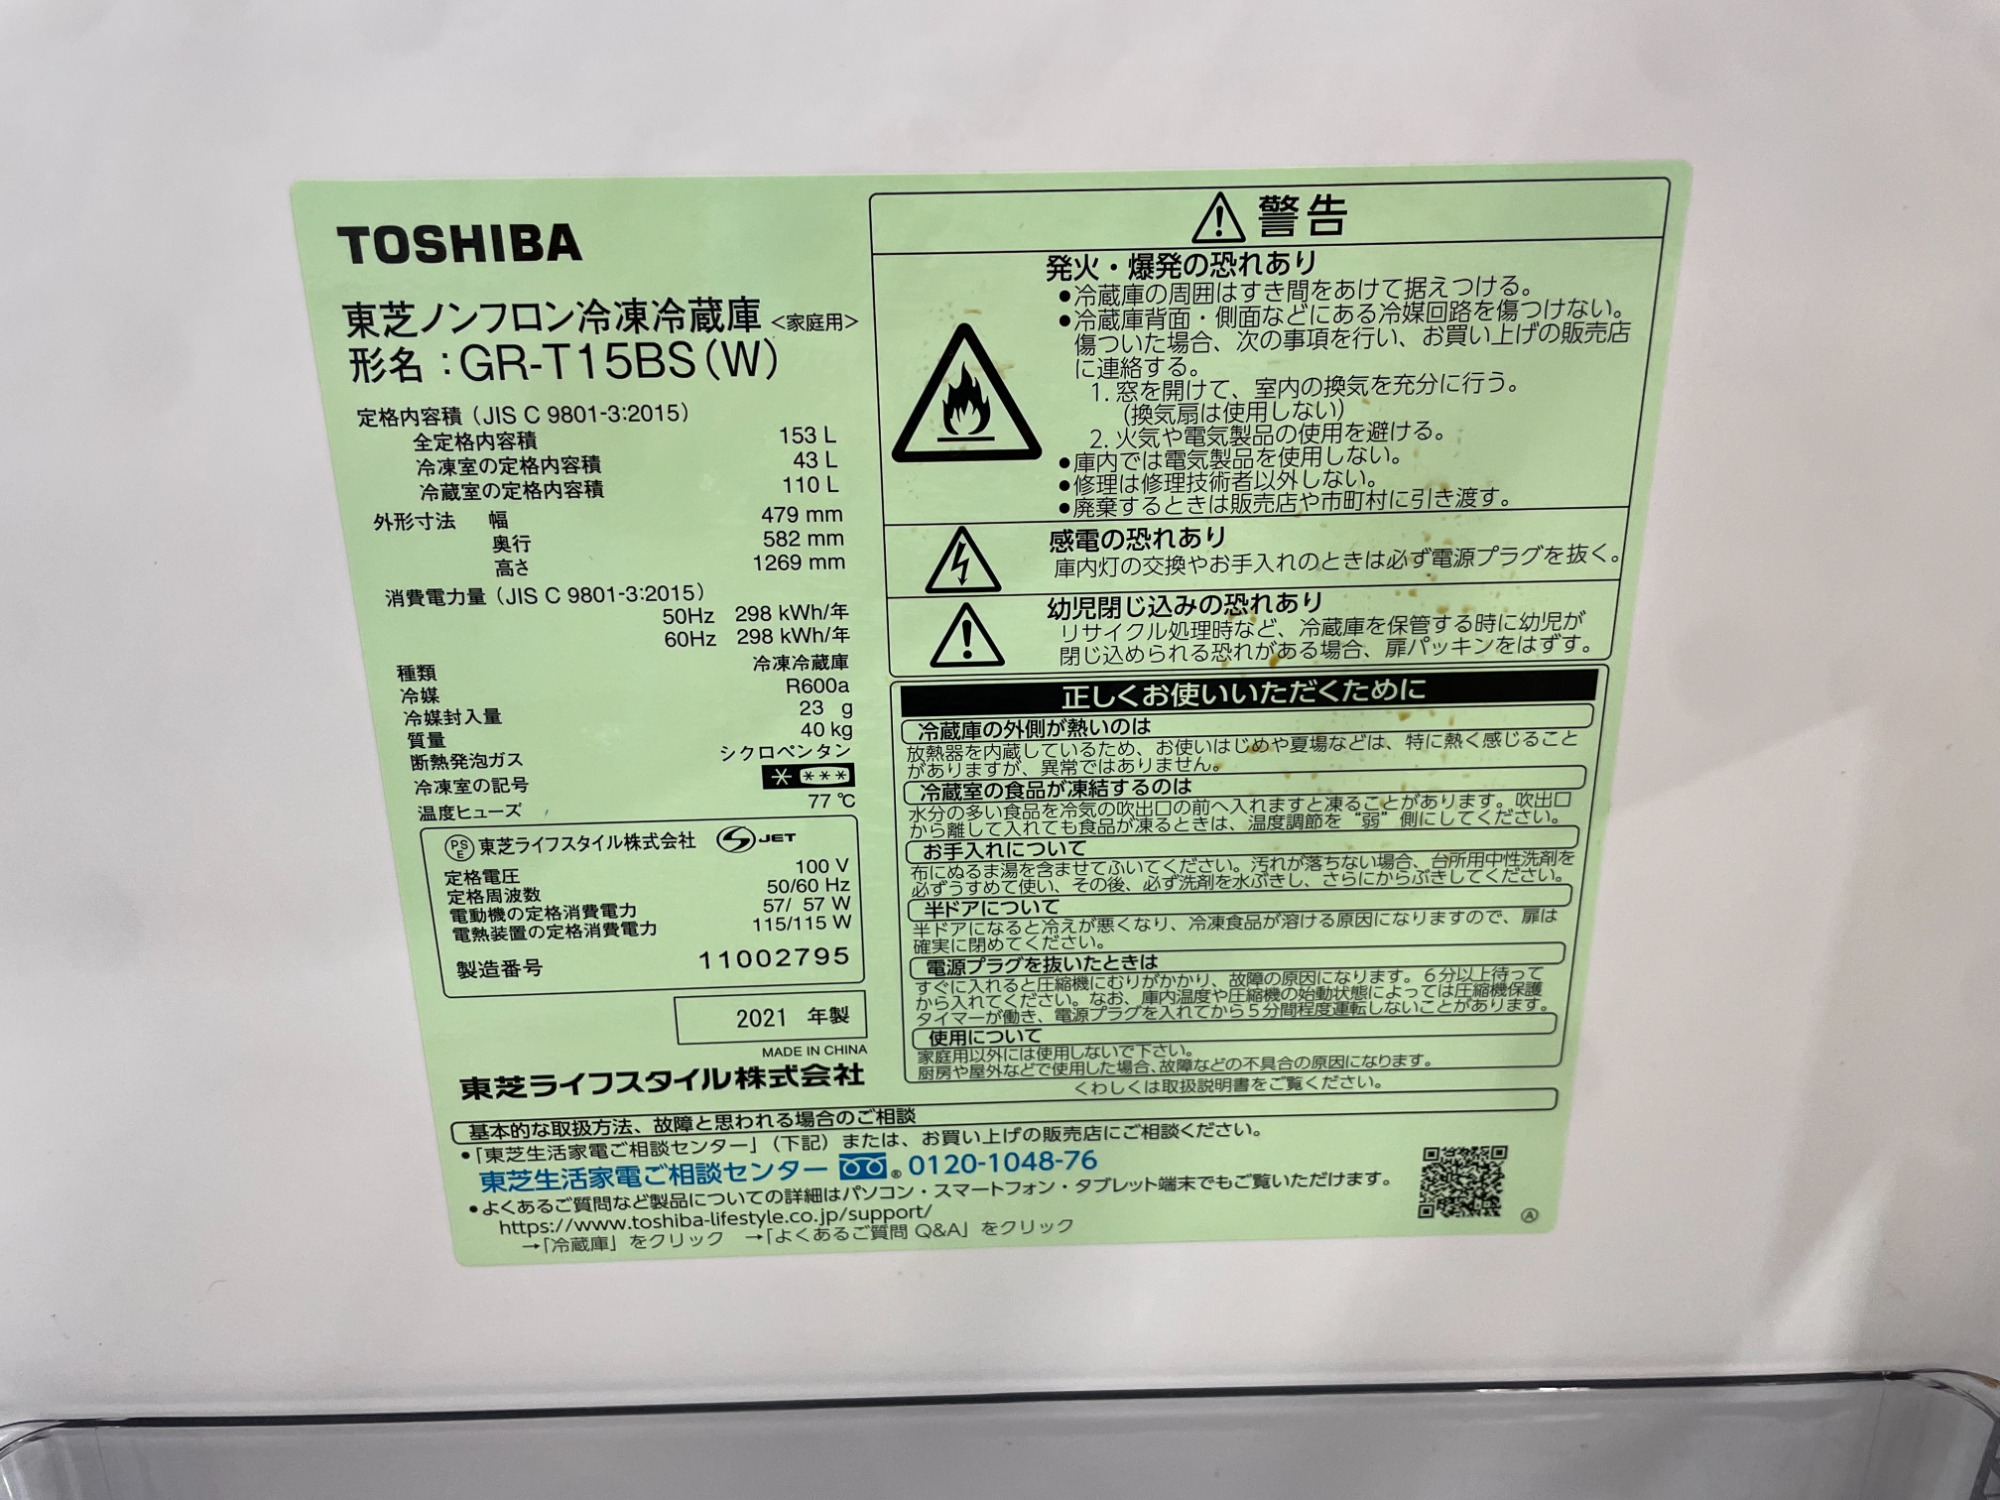 TOSHIBA
東芝ノンフロン冷凍冷蔵庫 <家庭用>
形名：GR-T15BS(W)
定格内容積（JIS C 9801-3:2015）
全定格内容積 153 L
冷凍室の定格内容積 43 L
冷蔵室の定格内容積 110 L
外形寸法 幅 479 mm
奥行 582 mm
高さ 1269 mm
消費電力量（JIS C 9801-3:2015）
50Hz 298 kWh/年
60Hz 298 kWh/年
種類 冷凍冷蔵庫
冷媒 R600a
冷媒封入量 23 g
質量 40 kg
断熱発泡ガス シクロペンタン
冷凍室の記号 * ***
温度ヒューズ 77 ℃
PS E 東芝ライフスタイル株式会社 JET
定格電圧 100 V
定格周波数 50/60 Hz
電動機の定格消費電力 57/ 57 W
電熱装置の定格消費電力 115/115 W
製造番号 11002795
2021 年製
MADE IN CHINA
東芝ライフスタイル株式会社
警告
発火・爆発の恐れあり
●冷蔵庫の周囲はすき間をあけて据えつける。
●冷蔵庫背面・側面などにある冷媒回路を傷つけない。
傷ついた場合、次の事項を行い、お買い上げの販売店
に連絡する。
1. 窓を開けて、室内の換気を充分に行う。
(換気扇は使用しない)
2. 火気や電気製品の使用を避ける。
●庫内では電気製品を使用しない。
●修理は修理技術者以外しない。
●廃棄するときは販売店や市町村に引き渡す。
感電の恐れあり
庫内灯の交換やお手入れのときは必ず電源プラグを抜く。
幼児閉じ込みの恐れあり
リサイクル処理時など、冷蔵庫を保管する時に幼児が
閉じ込められる恐れがある場合、扉パッキンをはずす。
正しくお使いいただくために
冷蔵庫の外側が熱いのは
放熱器を内蔵しているため、お使いはじめや夏場などは、特に熱く感じること
がありますが、異常ではありません。
冷蔵室の食品が凍結するのは
水分の多い食品を冷気の吹出口の前へ入れますと凍ることがあります。吹出口
から離して入れても食品が凍るときは、温度調節を“弱”側にしてください。
お手入れについて
布にぬるま湯を含ませてふいてください。汚れが落ちない場合、台所用中性洗剤を
必ずうすめて使い、その後、必ず洗剤を水ぶきし、さらにからぶきしてください。
半ドアについて
半ドアになると冷えが悪くなり、冷凍食品が溶ける原因になりますので、扉は
確実に閉めてください。
電源プラグを抜いたときは
すぐに入れると圧縮機にむりがかかり、故障の原因になります。6分以上待って
から入れてください。なお、庫内温度や圧縮機の始動状態によっては圧縮機保護
タイマーが働き、電源プラグを入れてから5分間程度運転しないことがあります。
使用について
家庭用以外には使用しないで下さい。
厨房や屋外などで使用した場合、故障などの不具合の原因になります。
くわしくは取扱説明書をご覧ください。
基本的な取扱方法、故障と思われる場合のご相談
●「東芝生活家電ご相談センター」（下記）または、お買い上げの販売店にご相談ください。
東芝生活家電ご相談センター ® 0120-1048-76
●よくあるご質問など製品についての詳細はパソコン・スマートフォン・タブレット端末でもご覧いただけます。
https://www.toshiba-lifestyle.co.jp/support/
→「冷蔵庫」をクリック →「よくあるご質問 Q&A」をクリック
Ⓐ